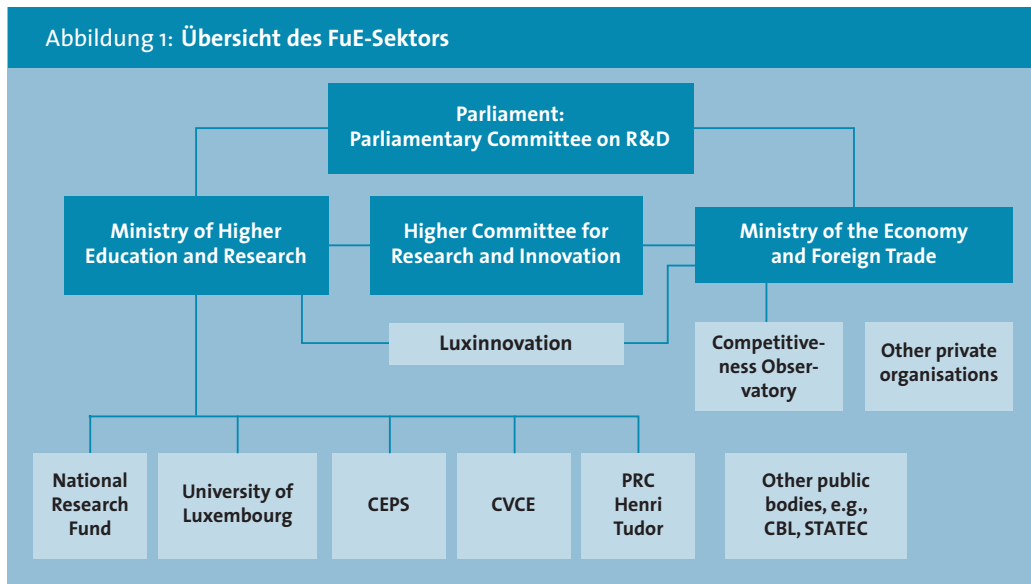 Abbildung 1: Übersicht des FuE-Sektors
Parliament:
Parliamentary Committee on R&D
Ministry of Higher
Education and Research
Higher Committee for
Research and Innovation
Ministry of the Economy
and Foreign Trade
Luxinnovation
Competitive-
ness Obser-
vatory
Other private
organisations
National
Research
Fund
University of
Luxembourg
CEPS
CVCE
PRC
Henri
Tudor
Other public
bodies, e.g.,
CBL, STATEC